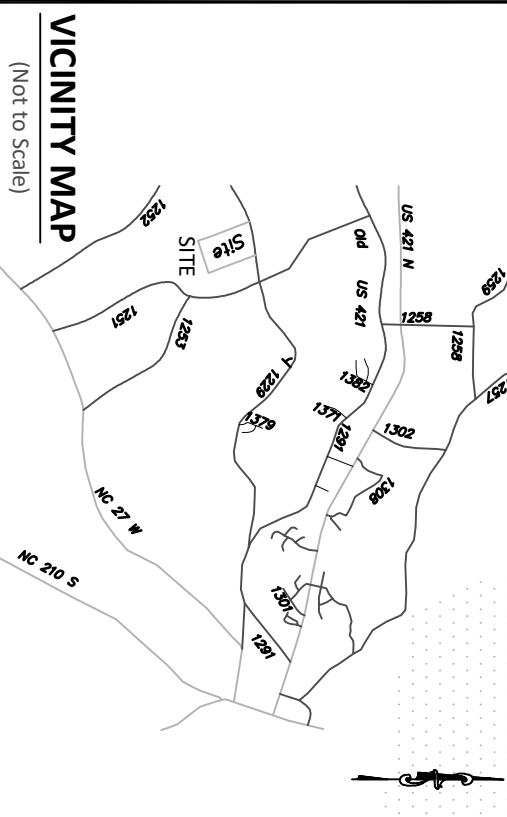 VICINITY MAP
(Not to Scale)
US 421 N
Old US 421
1259
1258
1258
1257
1252
Site
SITE
1251
1253
1229
1379
1382
1371
1291
1302
1308
1301
1291
NC 27 W
NC 210 S